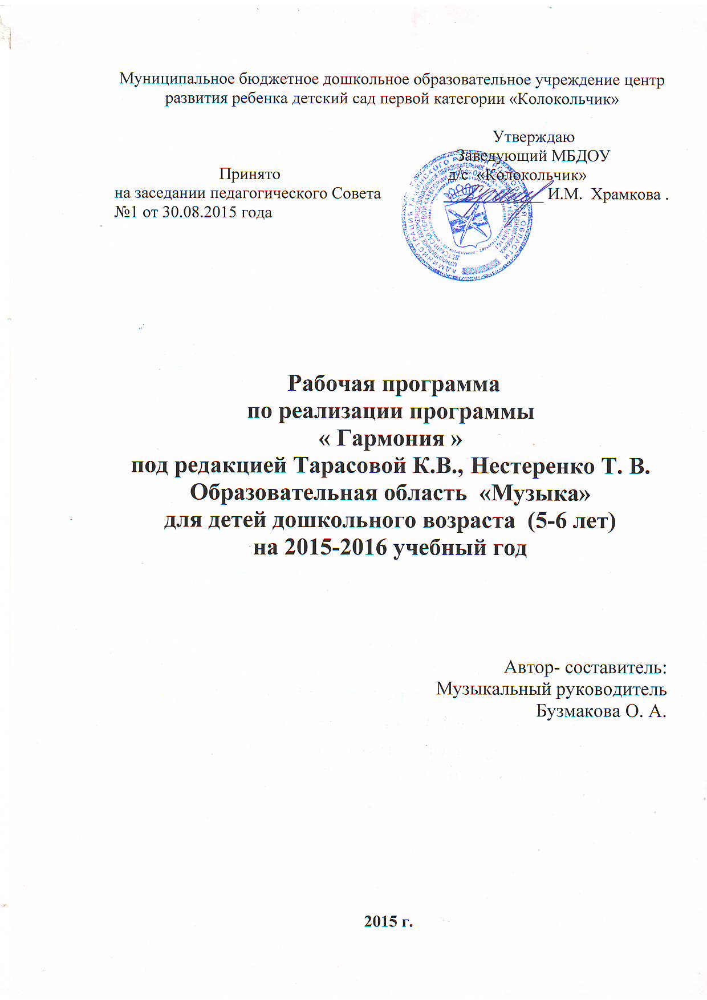 Муниципальное бюджетное дошкольное образовательное учреждение центр
развития ребенка детский сад первой категории «Колокольчик»
Утверждаю
Заведующий МБДОУ
д/с «Колокольчик»
И.М. Храмкова .
Принято
на заседании педагогического Совета
№1 от 30.08.2015 года
Рабочая программа
по реализации программы
« Гармония »
под редакцией Тарасовой К.В., Нестеренко Т. В.
Образовательная область «Музыка»
для детей дошкольного возраста (5-6 лет)
на 2015-2016 учебный год
Автор- составитель:
Музыкальный руководитель
Бузмакова О. А.
2015 г.